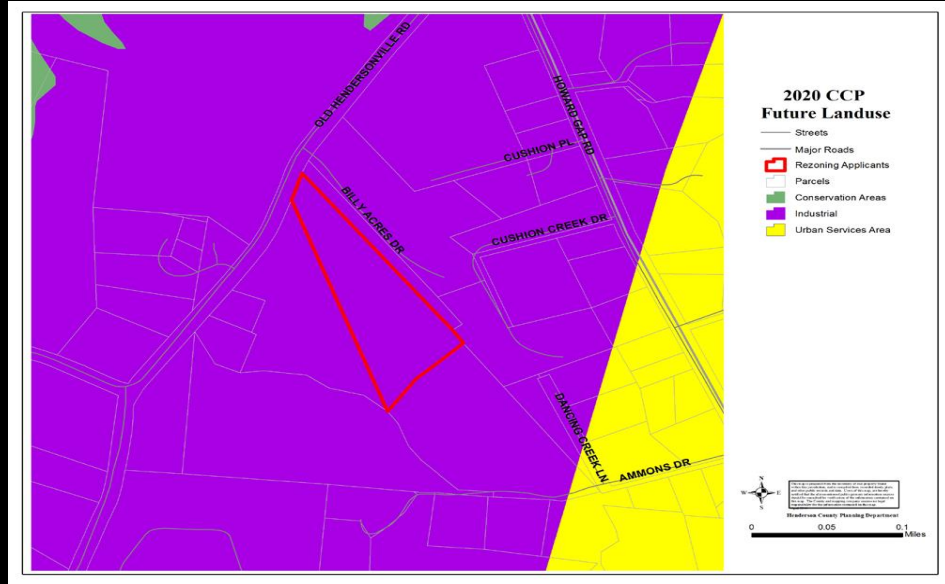 2020 CCP
Future Landuse
Streets
Major Roads
Rezoning Applicants
Parcels
Conservation Areas
Industrial
Urban Services Area
OLD HENDERSONVILLE RD
HOWARD GAP RD
CUSHION PL
BILLY ACRES DR
CUSHION CREEK DR
DANCING CREEK LN
AMMONS DR
N
W
E
S
Henderson County Planning Department
0 0.05 0.1
Miles